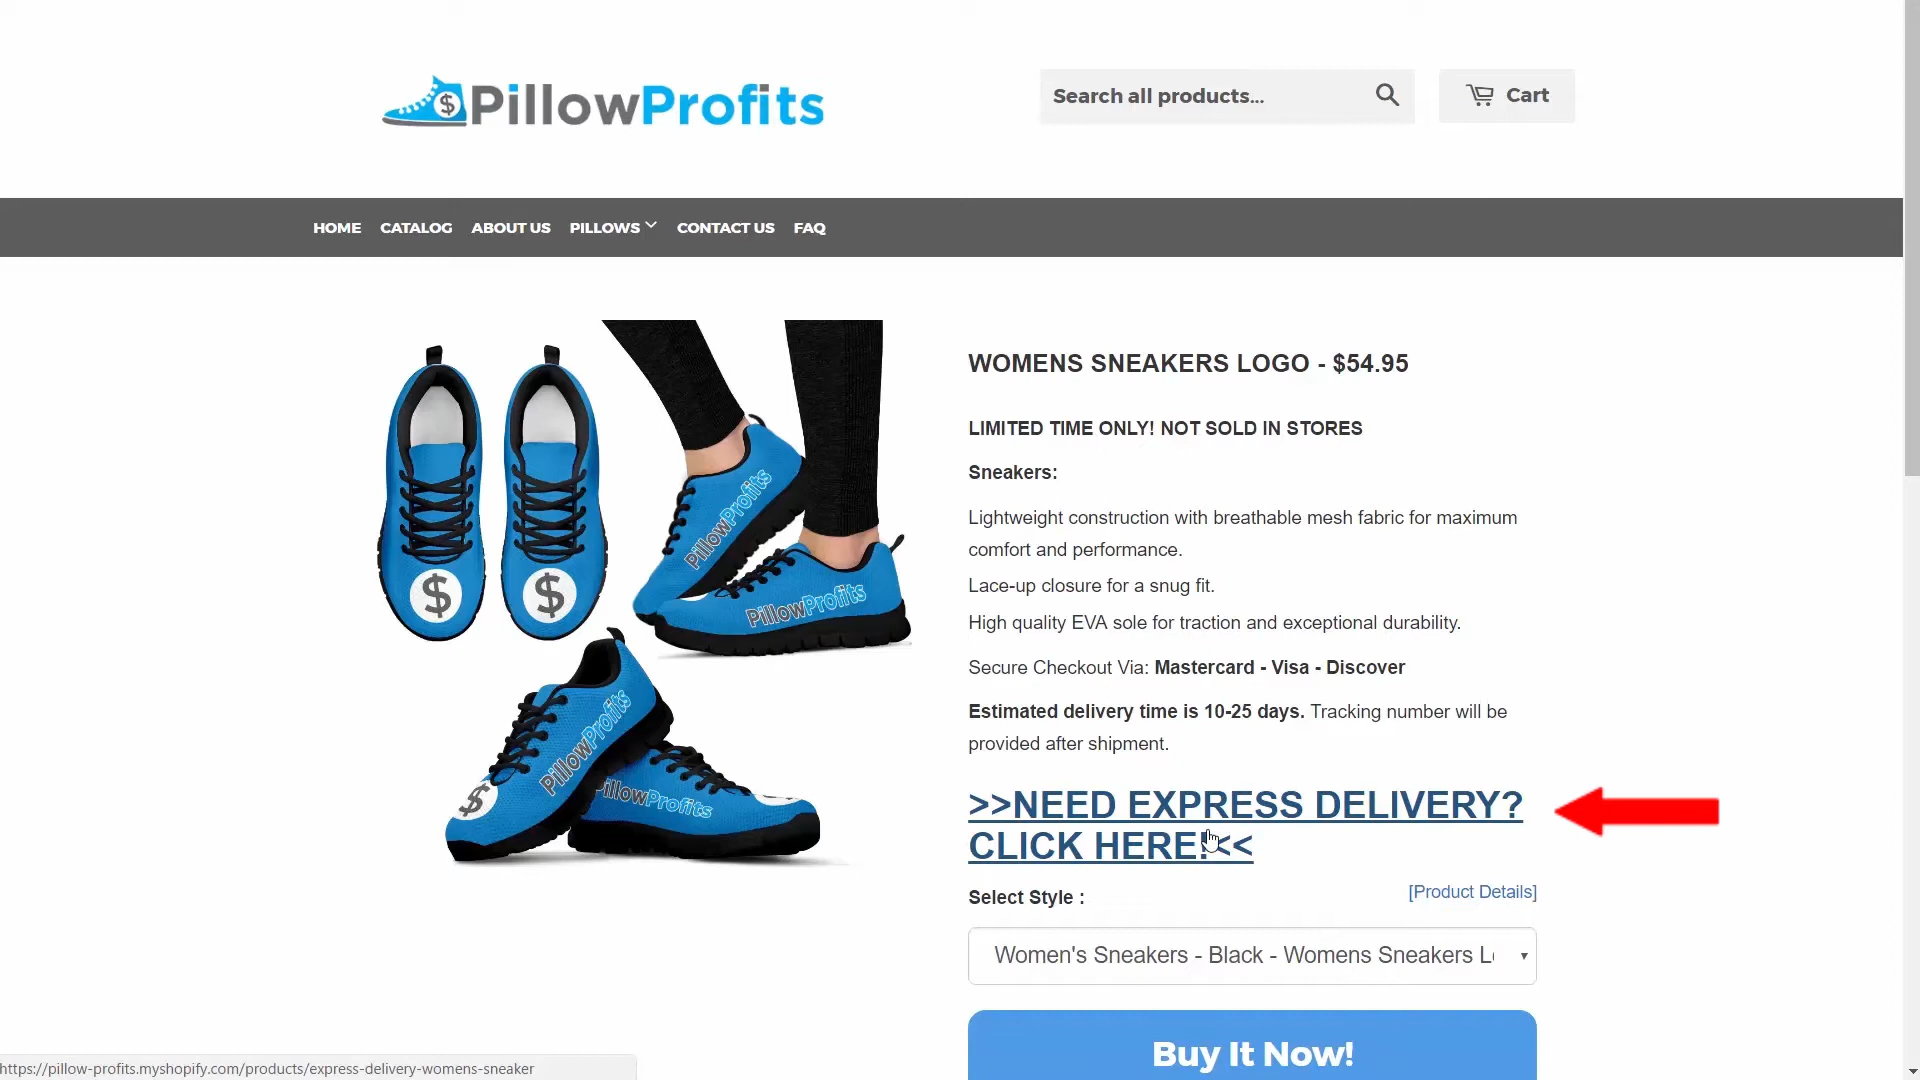 $ PillowProfits
Search all products...
Cart
HOME CATALOG ABOUT US PILLOWS CONTACT US FAQ
WOMENS SNEAKERS LOGO - $54.95
LIMITED TIME ONLY! NOT SOLD IN STORES
Sneakers:
Lightweight construction with breathable mesh fabric for maximum
comfort and performance.
Lace-up closure for a snug fit.
High quality EVA sole for traction and exceptional durability.
Secure Checkout Via: Mastercard - Visa - Discover
Estimated delivery time is 10-25 days. Tracking number will be
provided after shipment.
>>NEED EXPRESS DELIVERY?
CLICK HERE!<<
Select Style :
[Product Details]
Women's Sneakers - Black - Womens Sneakers L
Buy It Now!
PillowProfits
$
$
PillowProfits
PillowProfits
$
PillowProfits
https://pillow-profits.myshopify.com/products/express-delivery-womens-sneaker